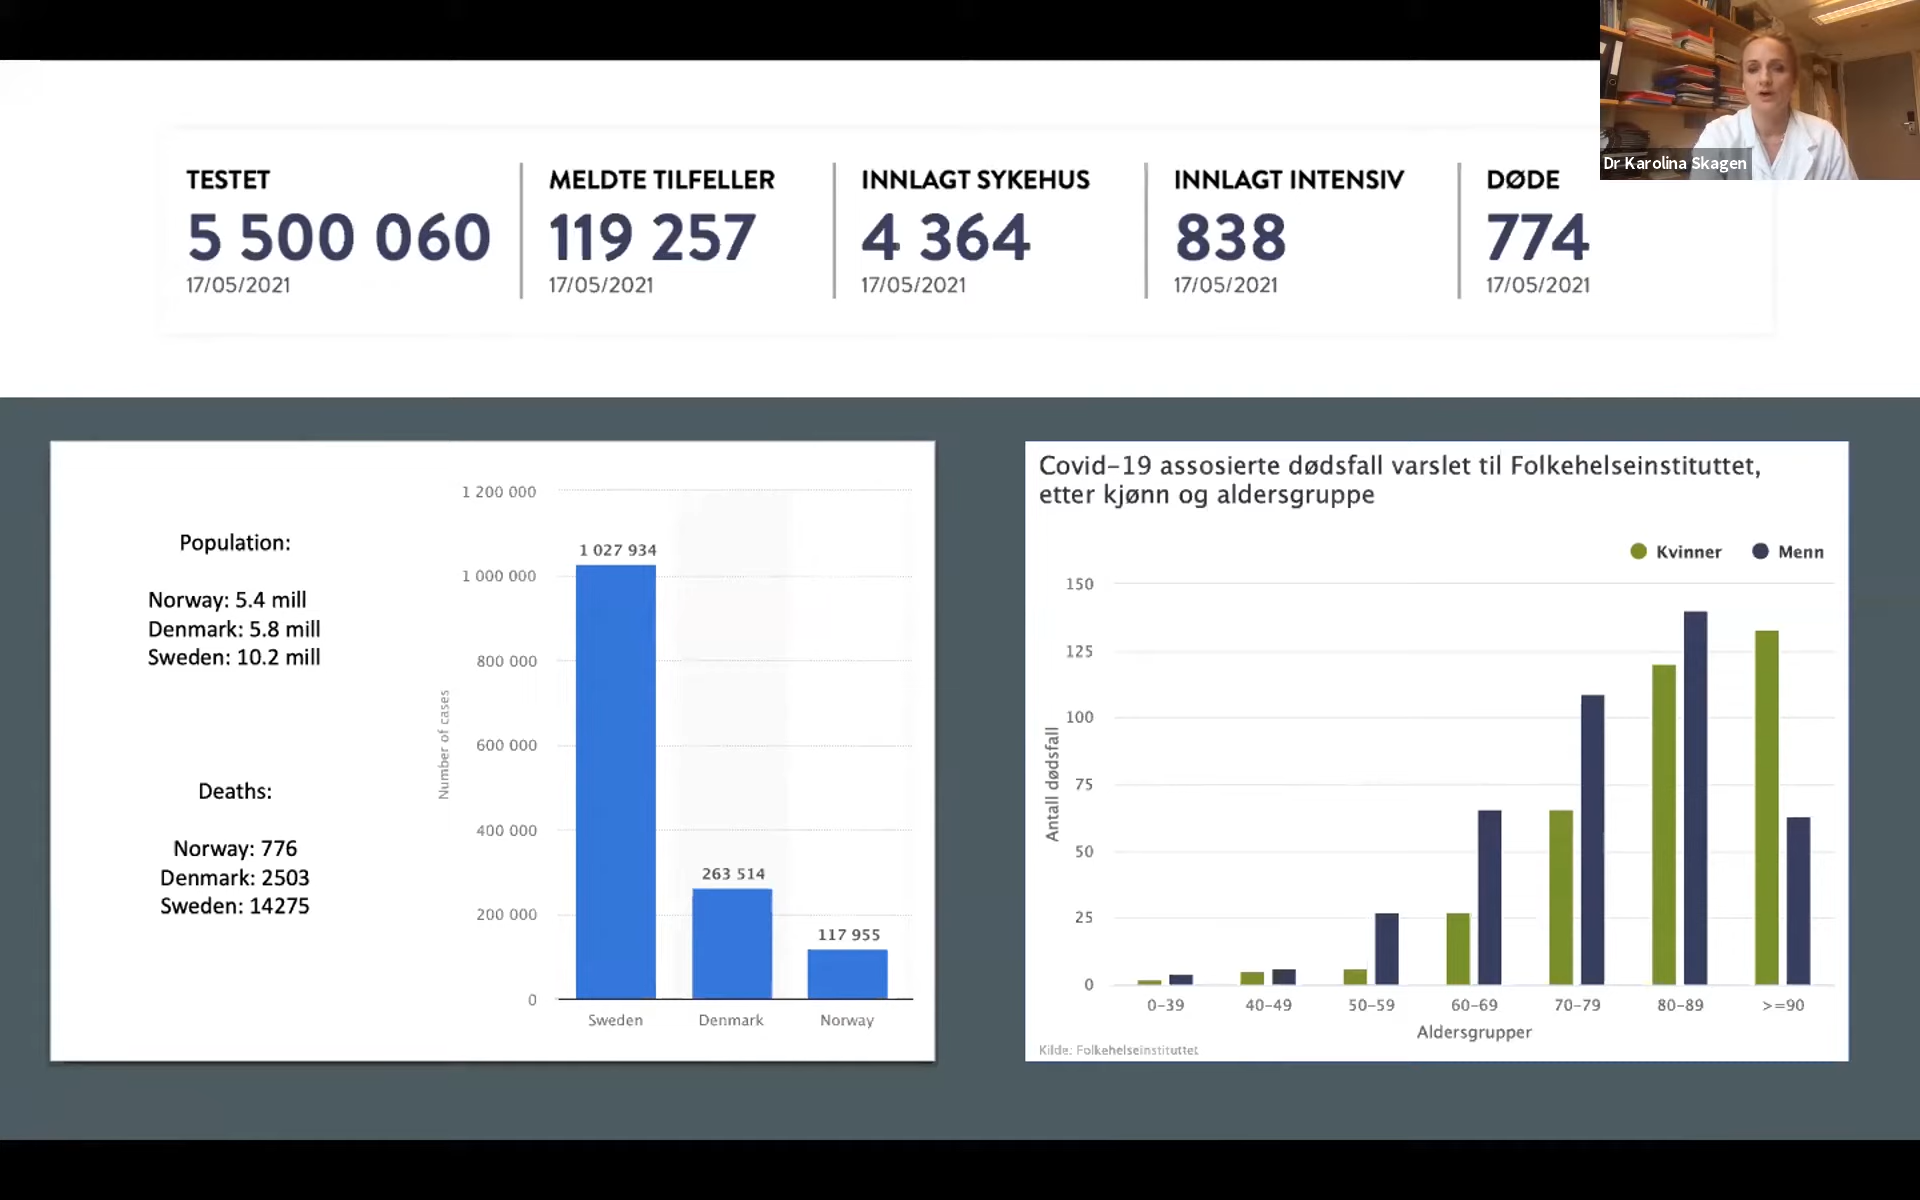 Dr Karolina Skagen
TESTET
5 500 060
17/05/2021
MELDTE TILFELLER
119 257
17/05/2021
INNLAGT SYKEHUS
4 364
17/05/2021
INNLAGT INTENSIV
838
17/05/2021
DØDE
774
17/05/2021
Population:
Norway: 5.4 mill
Denmark: 5.8 mill
Sweden: 10.2 mill
Deaths:
Norway: 776
Denmark: 2503
Sweden: 14275
Number of cases
1 200 000
1 000 000
800 000
600 000
400 000
200 000
0
1 027 934
263 514
117 955
Sweden
Denmark
Norway
Covid-19 assosierte dødsfall varslet til Folkehelseinstituttet,
etter kjønn og aldersgruppe
Kvinner
Menn
Antall dødsfall
150
125
100
75
50
25
0
0-39
40-49
50-59
60-69
70-79
80-89
>=90
Aldersgrupper
Kilde: Folkehelseinstituttet